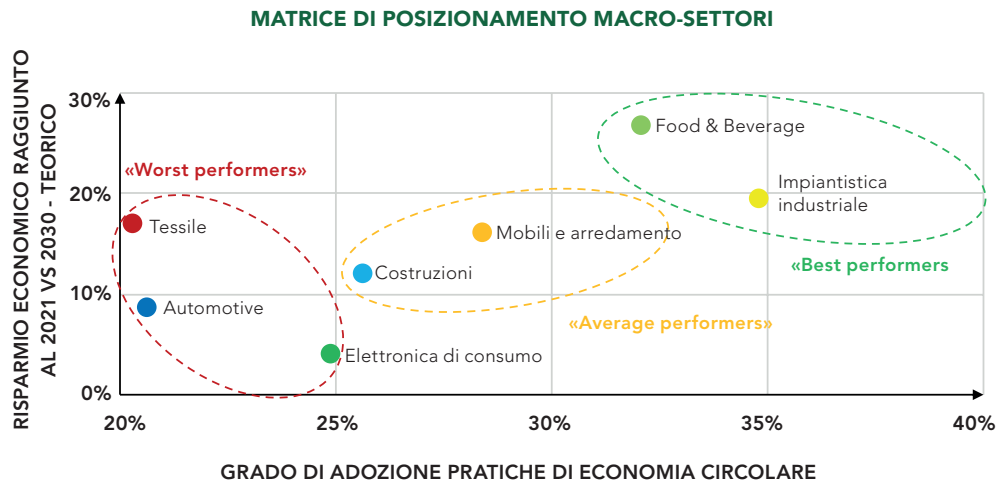 MATRICE DI POSIZIONAMENTO MACRO-SETTORI
RISPARMIO ECONOMICO RAGGIUNTO
AL 2021 VS 2030 - TEORICO
30%
20%
10%
0%
«Worst performers»
Tessile
Automotive
Elettronica di consumo
Costruzioni
Mobili e arredamento
«Average performers»
Food & Beverage
Impiantistica
industriale
«Best performers
20%
25%
30%
35%
40%
GRADO DI ADOZIONE PRATICHE DI ECONOMIA CIRCOLARE